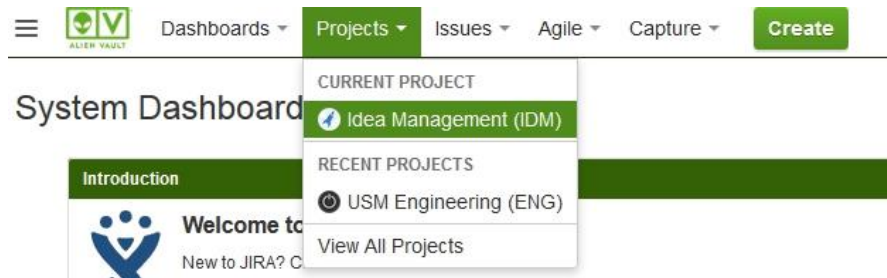 ALIEN VAULT
Dashboards Projects Issues Agile Capture Create
CURRENT PROJECT
System Dashboard
Idea Management (IDM)
RECENT PROJECTS
Introduction
USM Engineering (ENG)
Welcome to
View All Projects
New to JIRA? C